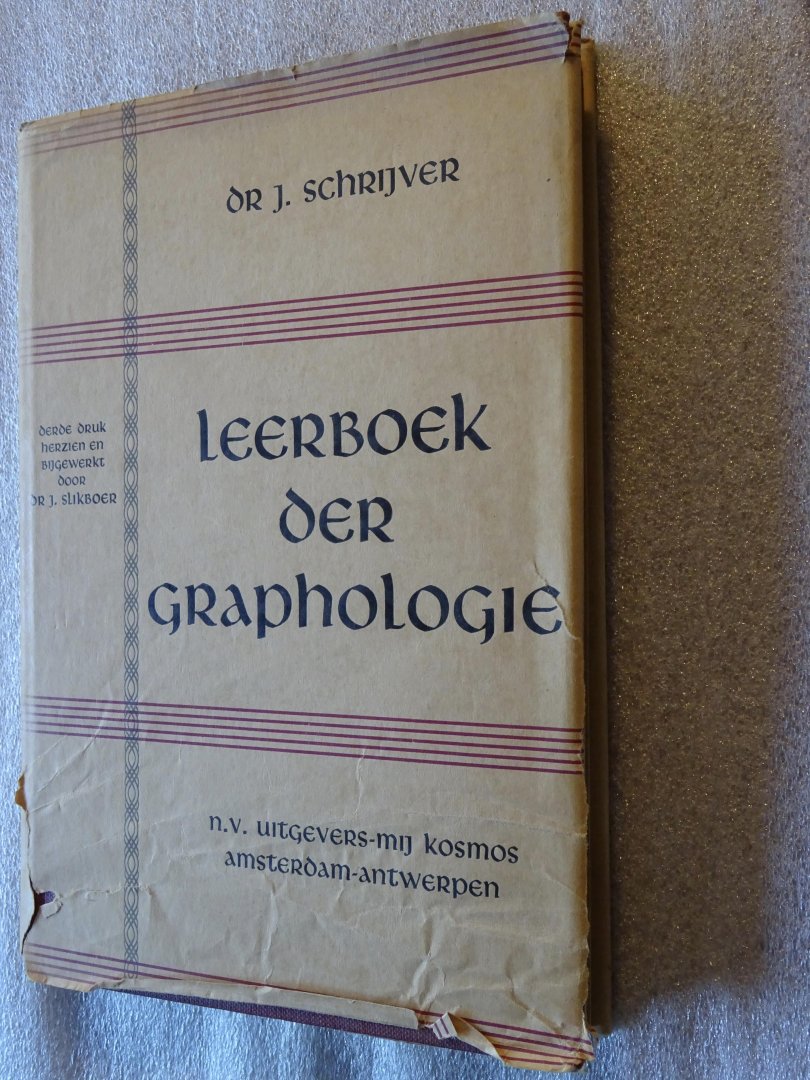 Dr J. Schrijver
Leerboek
der
Graphologie
derde druk
herzien en
bijgewerkt
door
Dr J. Slikboer
n.v. uitgevers-mij kosmos
amsterdam-antwerpen